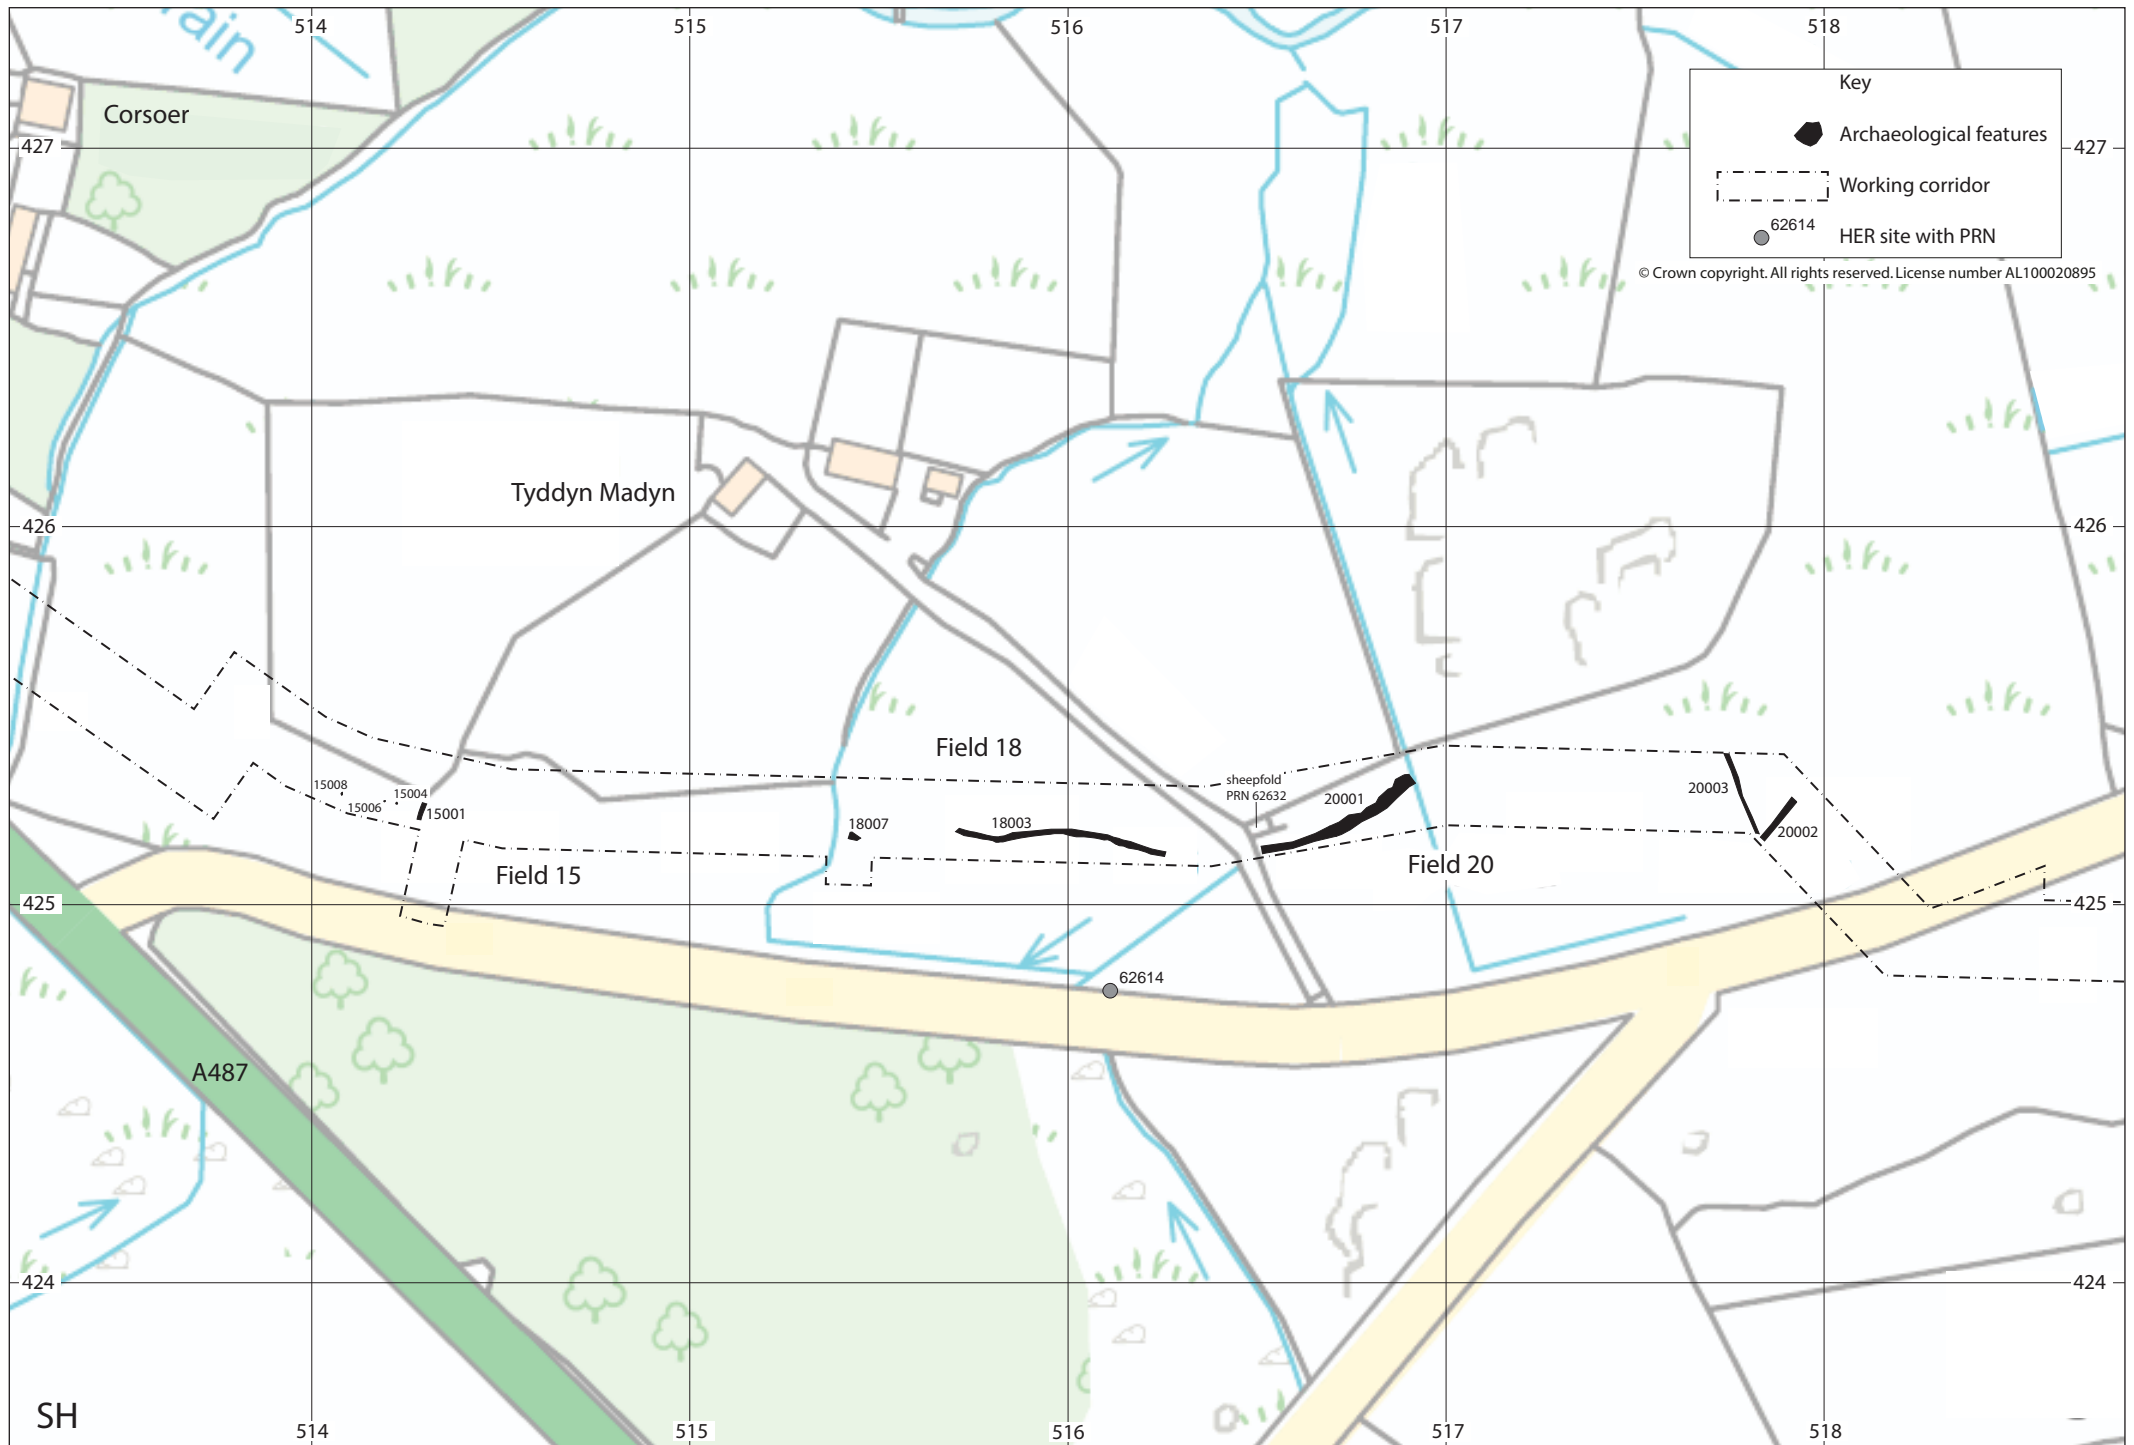 514
515
516
517
518
ain
Key
Archaeological features
Working corridor
62614
HER site with PRN
© Crown copyright. All rights reserved. License number AL100020895
Corsoer
427
427
Tyddyn Madyn
426
426
Field 18
sheepfold
PRN 62632
15008
15004
15006
15001
18007
18003
20001
20003
20002
Field 15
Field 20
425
425
62614
A487
424
424
SH
514
515
516
517
518